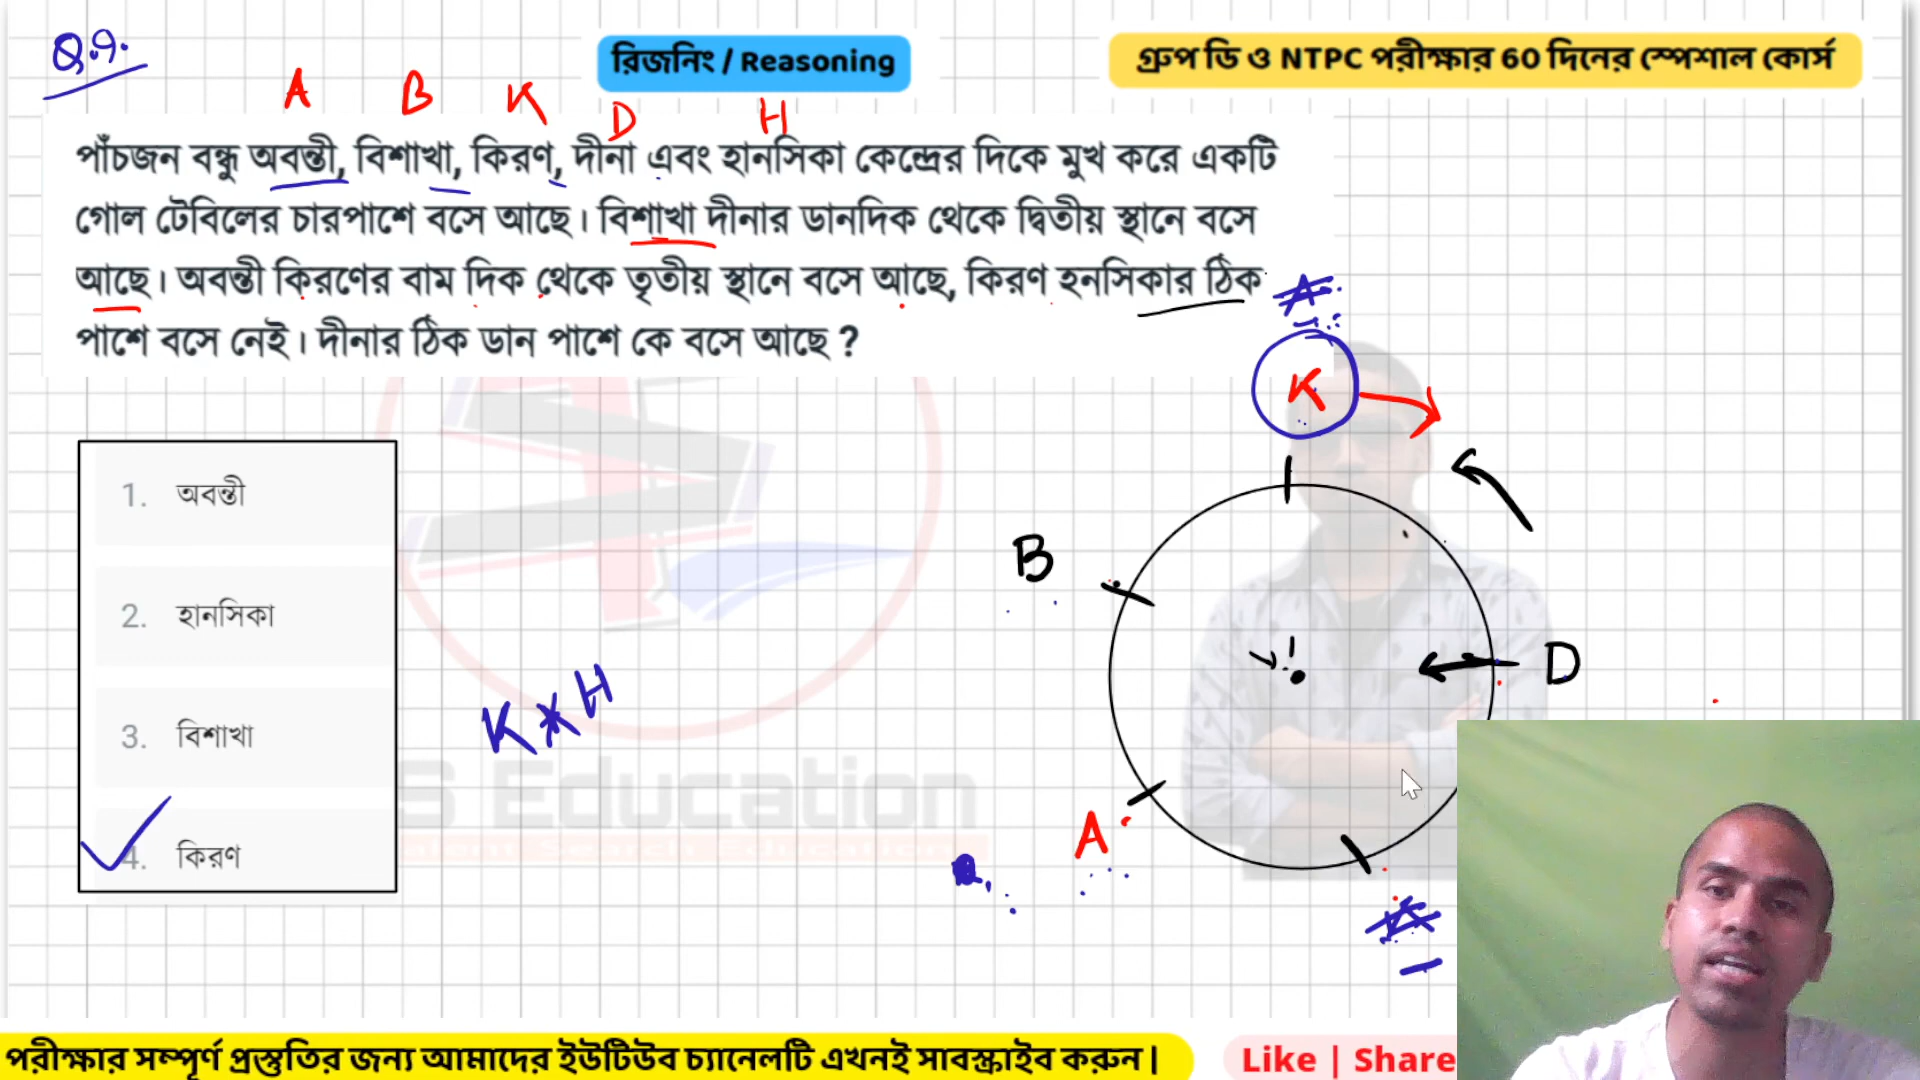 Q.9.
রিজনিং / Reasoning
গ্রুপ ডি ও NTPC পরীক্ষার 60 দিনের স্পেশাল কোর্স
A B K D H
পাঁচজন বন্ধু অবন্তী, বিশাখা, কিরণ, দীনা এবং হানসিকা কেন্দ্রের দিকে মুখ করে একটি
গোল টেবিলের চারপাশে বসে আছে। বিশাখা দীনার ডানদিক থেকে দ্বিতীয় স্থানে বসে
আছে। অবন্তী কিরণের বাম দিক থেকে তৃতীয় স্থানে বসে আছে, কিরণ হনসিকার ঠিক
পাশে বসে নেই। দীনার ঠিক ডান পাশে কে বসে আছে ?
K
1. অবন্তী
B
2. হানসিকা
D
K H
3. বিশাখা
S Education
A
4. কিরণ
পরীক্ষার সম্পূর্ণ প্রস্তুতির জন্য আমাদের ইউটিউব চ্যানেলটি এখনই সাবস্ক্রাইব করুন |
Like | Share